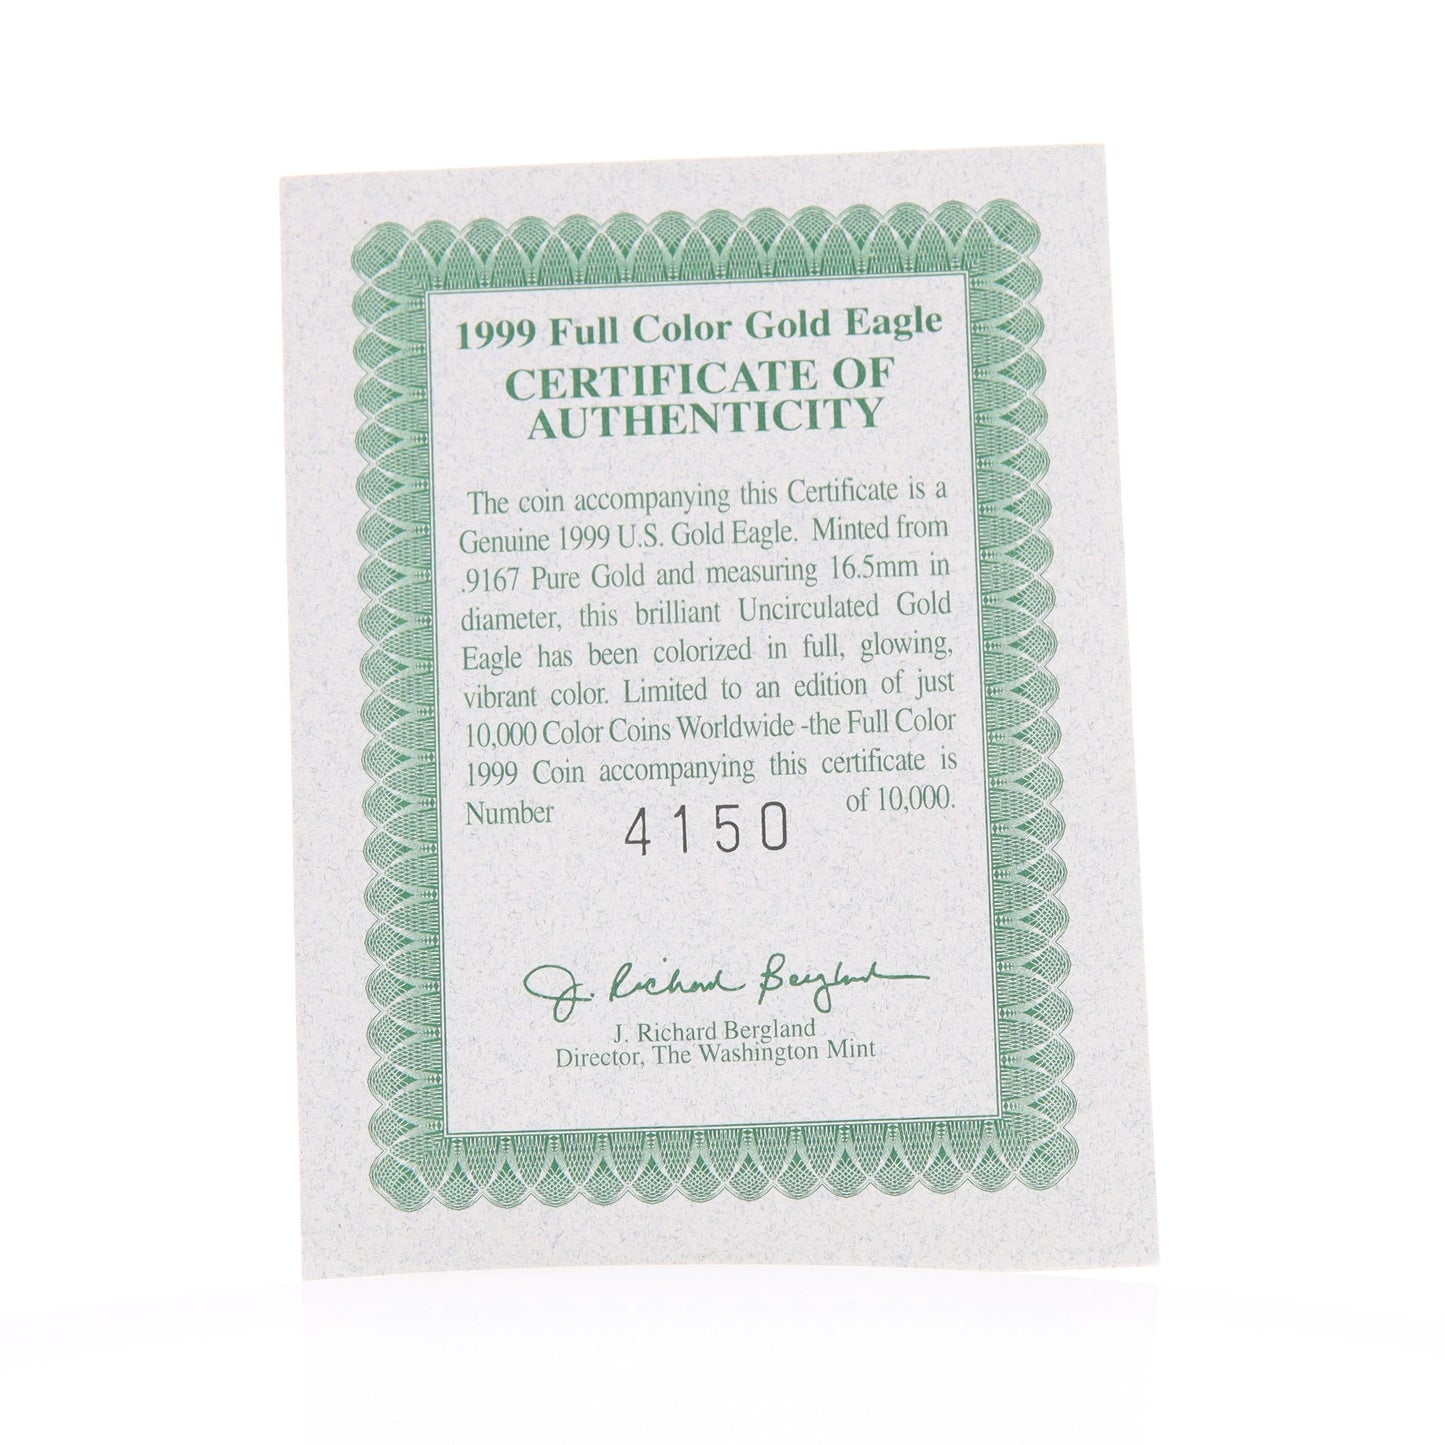 1999 Full Color Gold Eagle
CERTIFICATE OF
AUTHENTICITY
The coin accompanying this Certificate is a
Genuine 1999 U.S. Gold Eagle. Minted from
.9167 Pure Gold and measuring 16.5mm in
diameter, this brilliant Uncirculated Gold
Eagle has been colorized in full, glowing,
vibrant color. Limited to an edition of just
10,000 Color Coins Worldwide -the Full Color
1999 Coin accompanying this certificate is
Number 4150 of 10,000.
J. Richard Bergland
J. Richard Bergland
Director, The Washington Mint